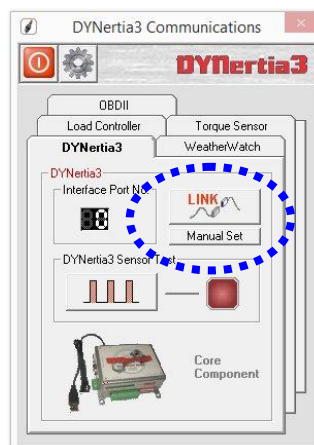 DYNertia3 Communications
DYNertia3
OBDII
Load Controller
Torque Sensor
DYNertia3
WeatherWatch
DYNertia3
Interface Port No.
LINK
Manual Set
DYNertia3 Sensor Test
Core
Component